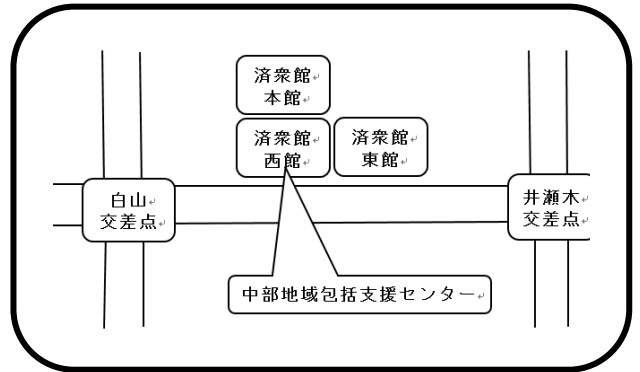 済衆館
本館
済衆館
西館
済衆館
東館
白山
交差点
井瀬木
交差点
中部地域包括支援センター